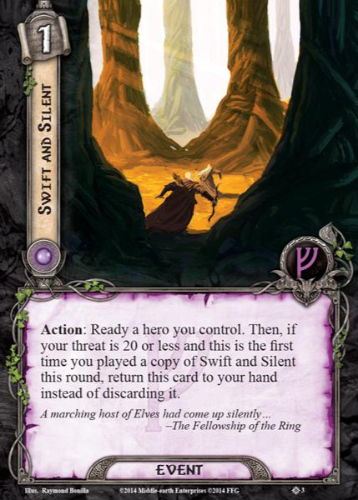 1
SWIFT AND SILENT
Action: Ready a hero you control. Then, if
your threat is 20 or less and this is the first
time you played a copy of Swift and Silent
this round, return this card to your hand
instead of discarding it.
A marching host of Elves had come up silently…
–The Fellowship of the Ring
EVENT
Illus. Raymond Bonilla ©2014 Middle-earth Enterprises ©2014 FFG 3